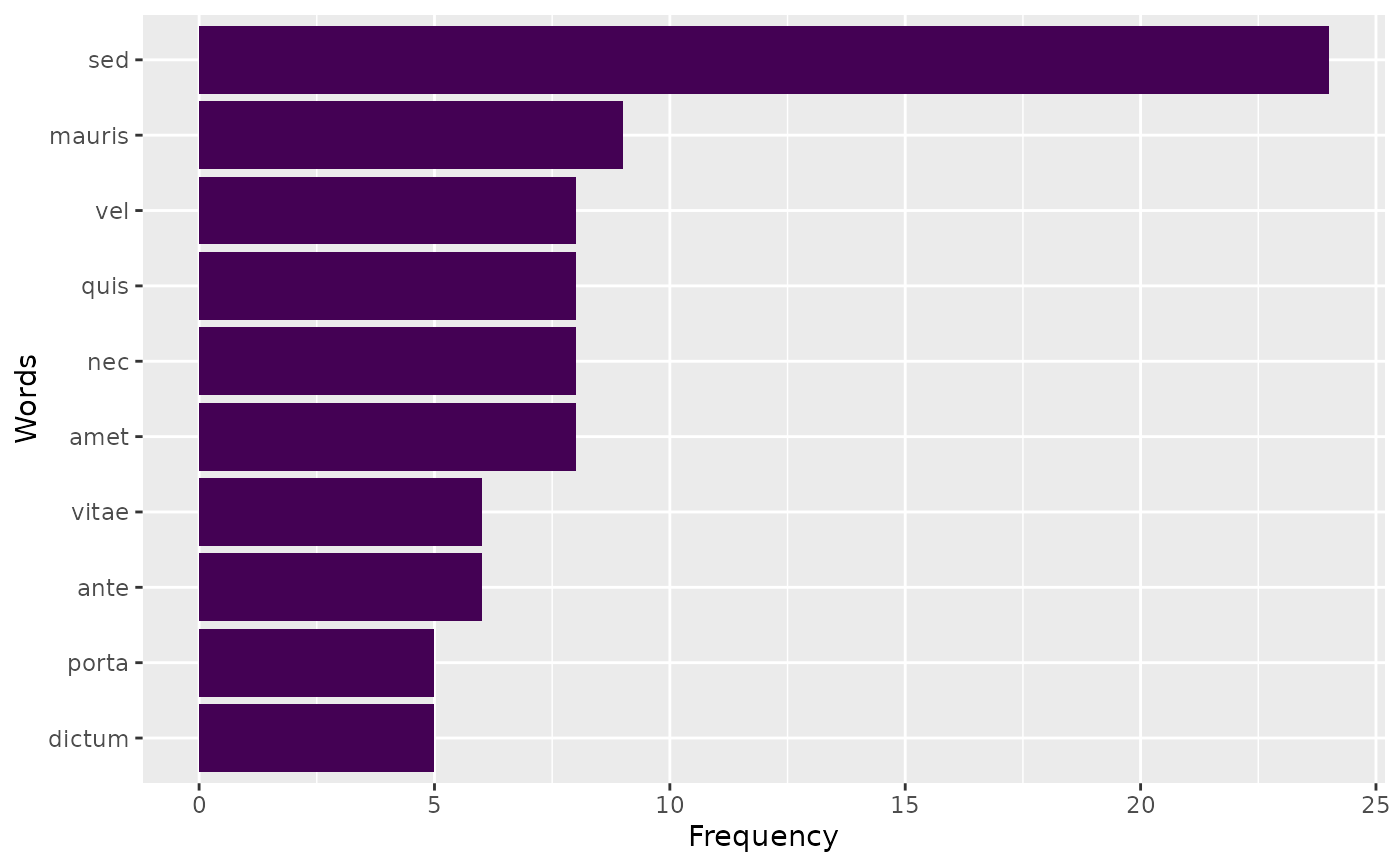 sed
mauris
vel
quis
nec
amet
vitae
ante
porta
dictum
Words
0 5 10 15 20 25
Frequency